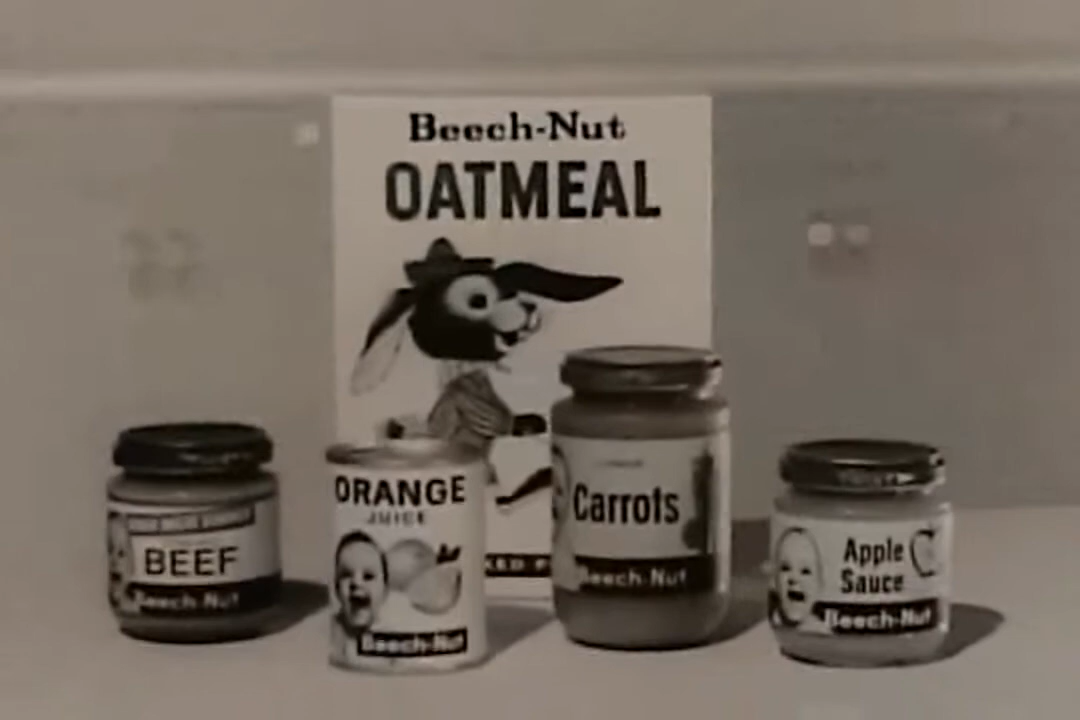 Beech-Nut
OATMEAL
BEEF
Beech-Nut
ORANGE
JUICE
Beech-Nut
Carrots
Beech-Nut
Apple
Sauce
Beech-Nut